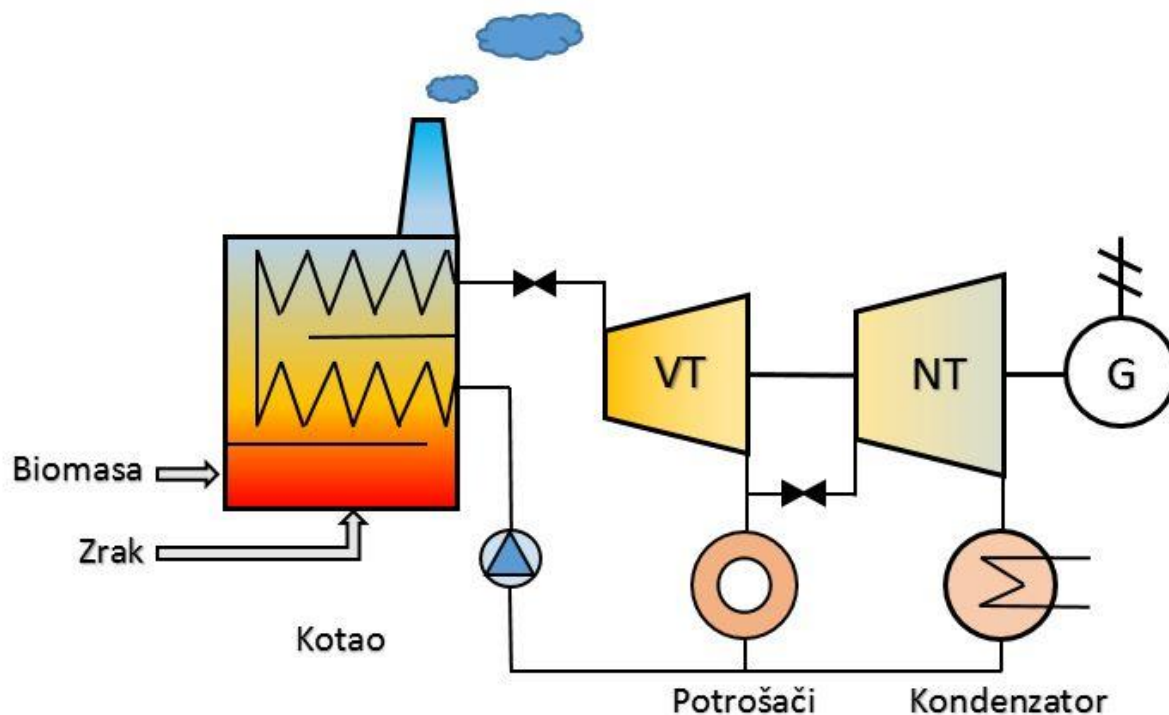 VT
NT
G
Biomasa
Zrak
Kotao
Potrošači
Kondenzator